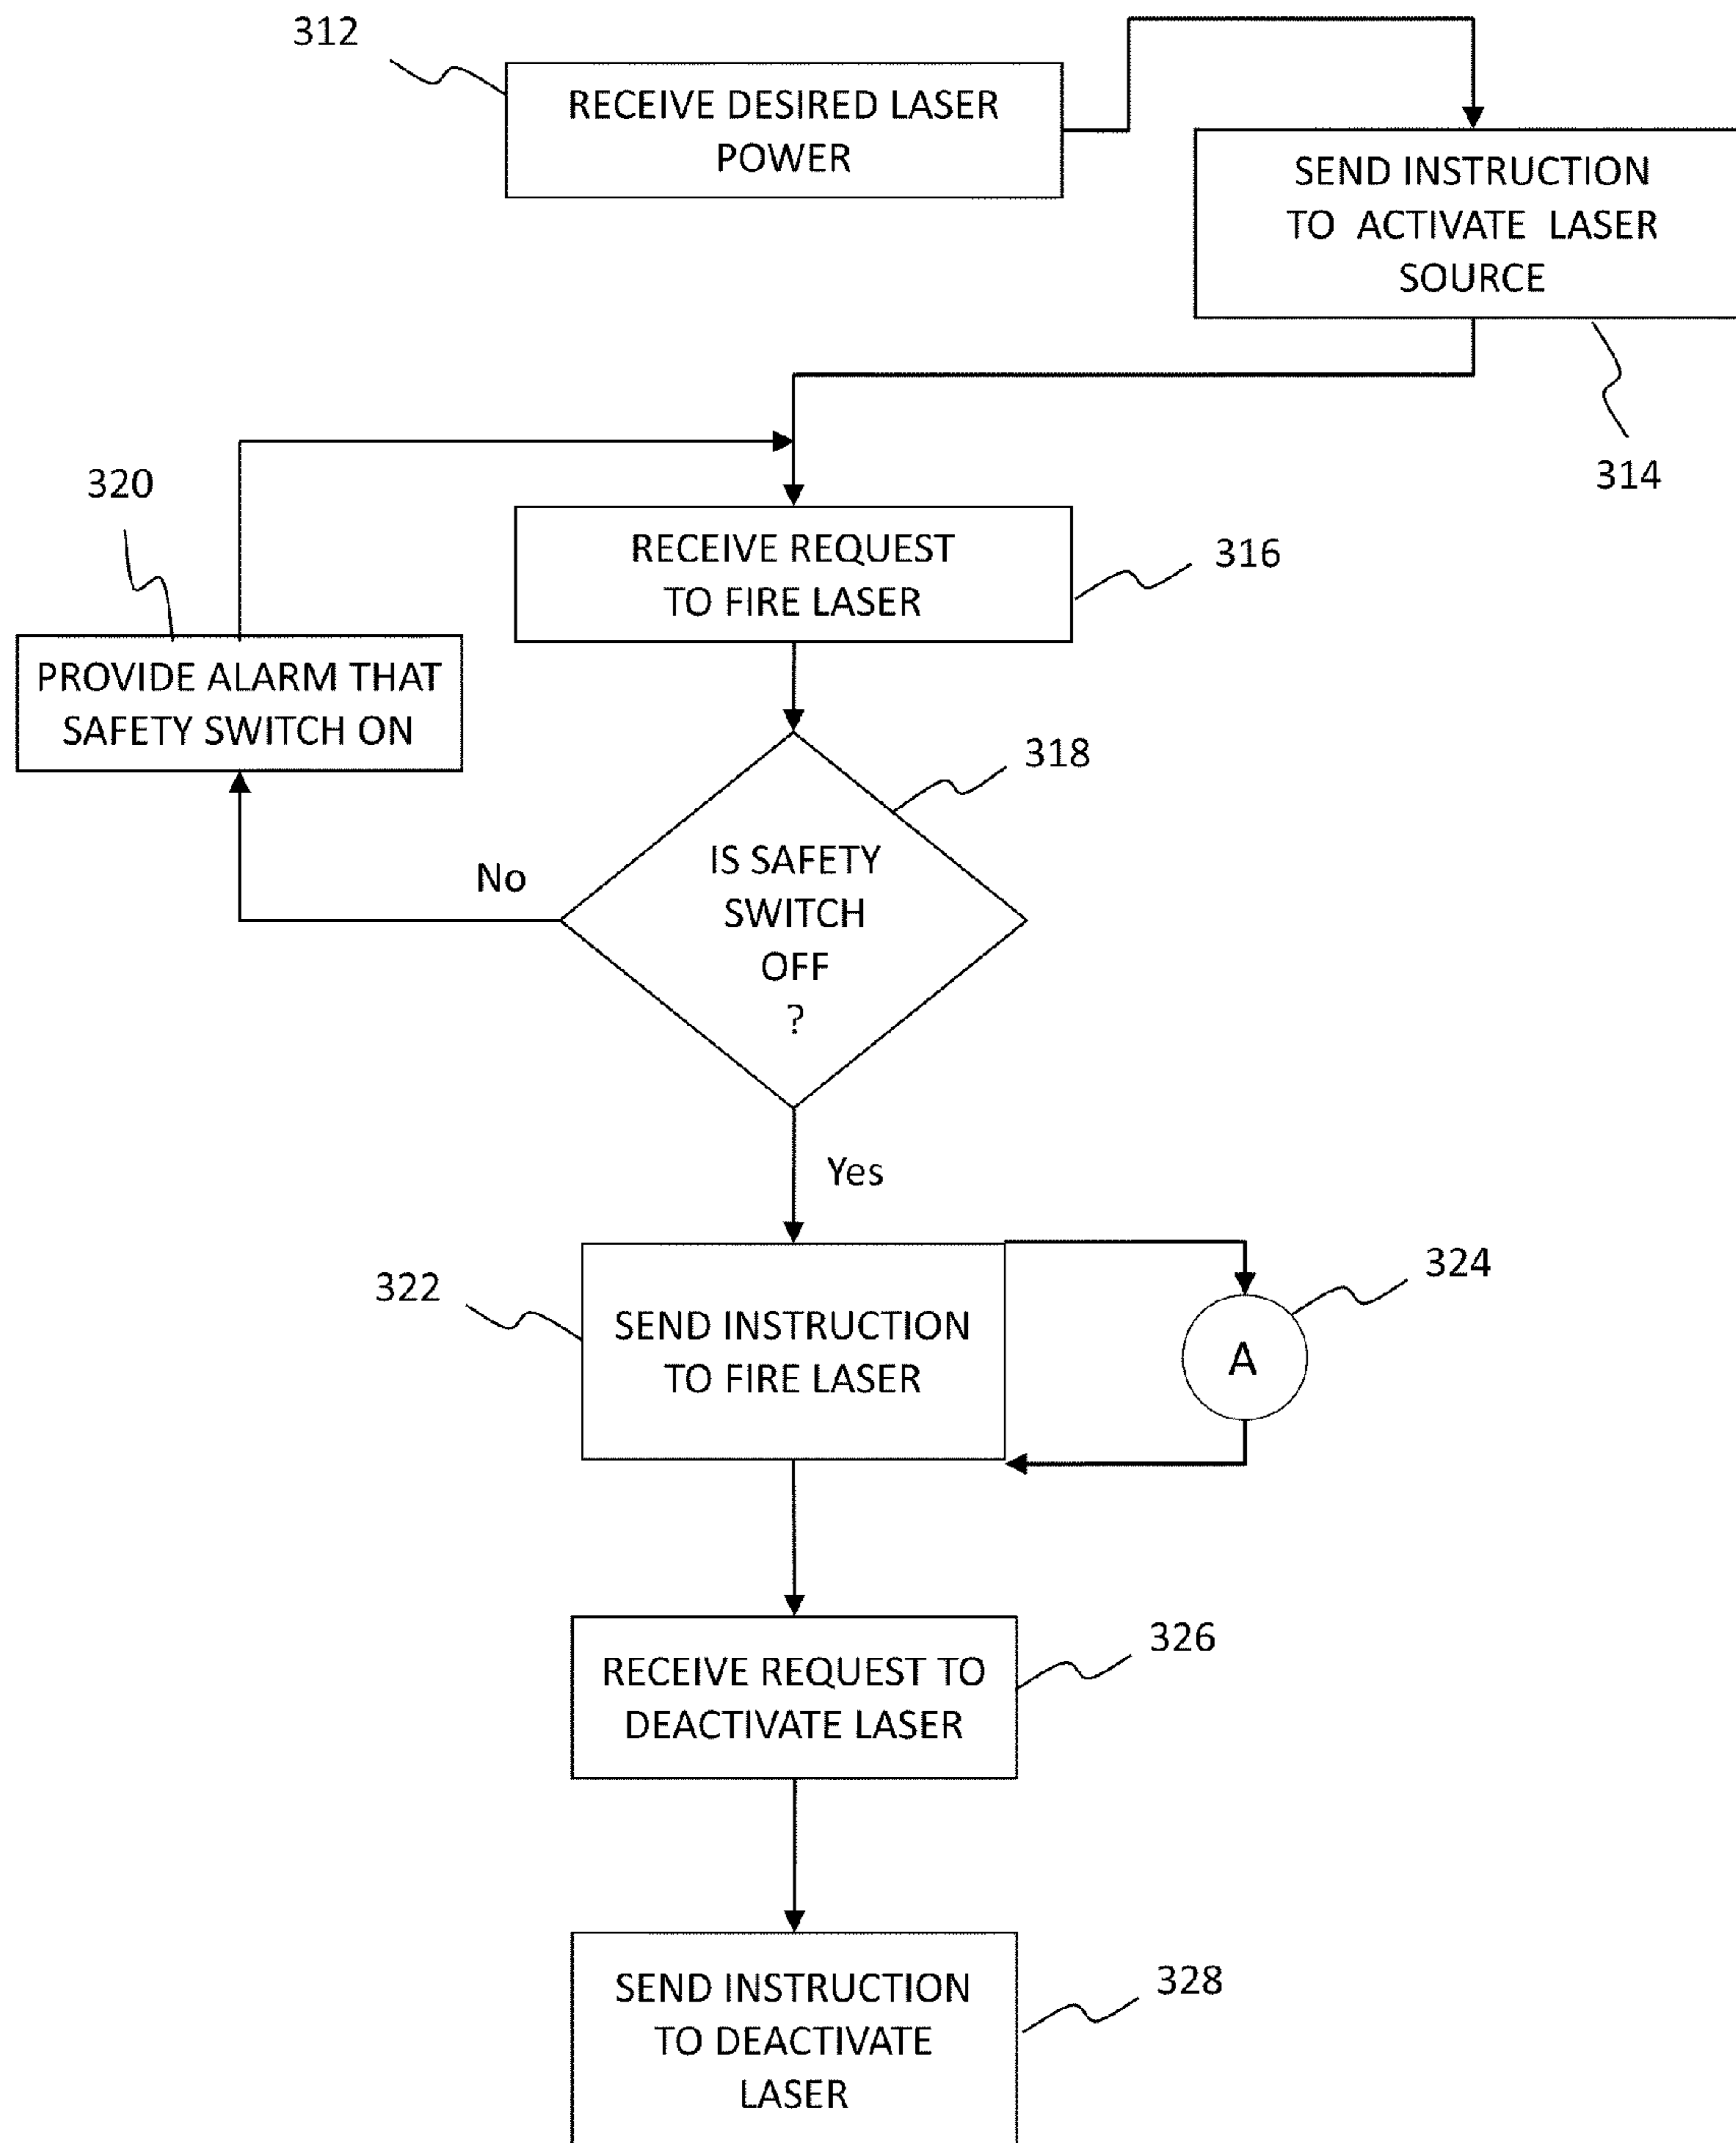 312
RECEIVE DESIRED LASER
POWER
SEND INSTRUCTION
TO ACTIVATE LASER
SOURCE
314
320
RECEIVE REQUEST
TO FIRE LASER
316
PROVIDE ALARM THAT
SAFETY SWITCH ON
318
IS SAFETY
SWITCH
OFF
?
No
Yes
322
SEND INSTRUCTION
TO FIRE LASER
324
A
326
RECEIVE REQUEST TO
DEACTIVATE LASER
328
SEND INSTRUCTION
TO DEACTIVATE
LASER